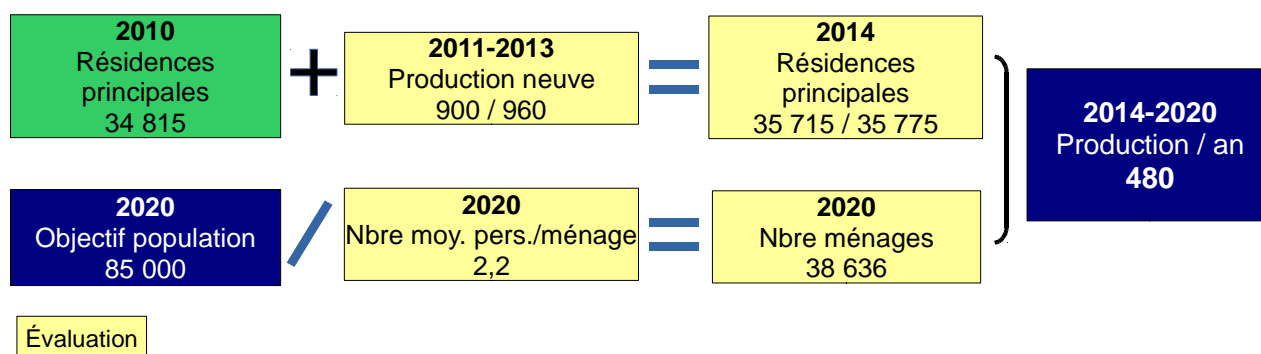 2010
Résidences
principales
34 815
2011-2013
Production neuve
900 / 960
2014
Résidences
principales
35 715 / 35 775
2014-2020
Production / an
480
2020
Objectif population
85 000
2020
Nbre moy. pers./ménage
2,2
2020
Nbre ménages
38 636
Évaluation